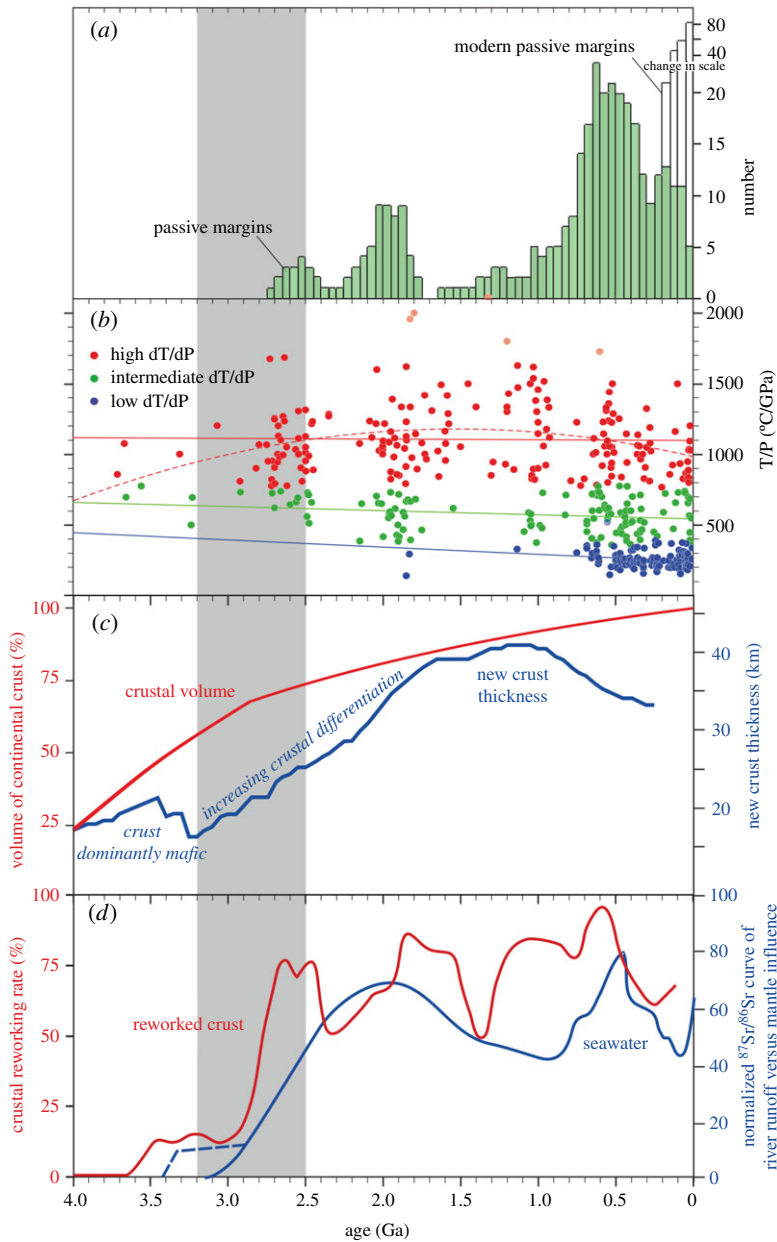 (a)
modern passive margins
change in scale
passive margins
80
40
20
15
10
5
0
number
(b)
high dT/dP
intermediate dT/dP
low dT/dP
2000
1500
1000
500
T/P (°C/GPa)
(c)
100
75
50
25
volume of continental crust (%)
crustal volume
increasing crustal differentiation
crust
dominantly mafic
new crust
thickness
40
30
20
new crust thickness (km)
(d)
100
75
50
25
0
crustal reworking rate (%)
reworked crust
seawater
100
80
60
40
20
0
normalized ⁸⁷Sr/⁸⁶Sr curve of
river runoff versus mantle influence
4.0 3.5 3.0 2.5 2.0 1.5 1.0 0.5 0
age (Ga)